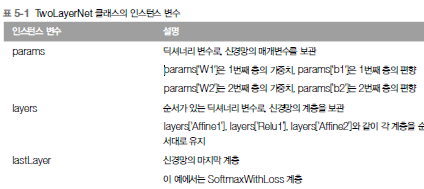 표 5-1 TwoLayerNet 클래스의 인스턴스 변수
인스턴스 변수 설명
params 딕셔너리 변수로, 신경망의 매개변수를 보관
params['W1']은 1번째 층의 가중치, params['b1']은 1번째 층의 편향
params['W2']는 2번째 층의 가중치, params['b2']는 2번째 층의 편향
layers 순서가 있는 딕셔너리 변수로, 신경망의 계층을 보관
layers['Affine1'], layers['Relu1'], layers['Affine2']와 같이 각 계층을 순
서대로 유지
lastLayer 신경망의 마지막 계층
이 예에서는 SoftmaxWithLoss 계층